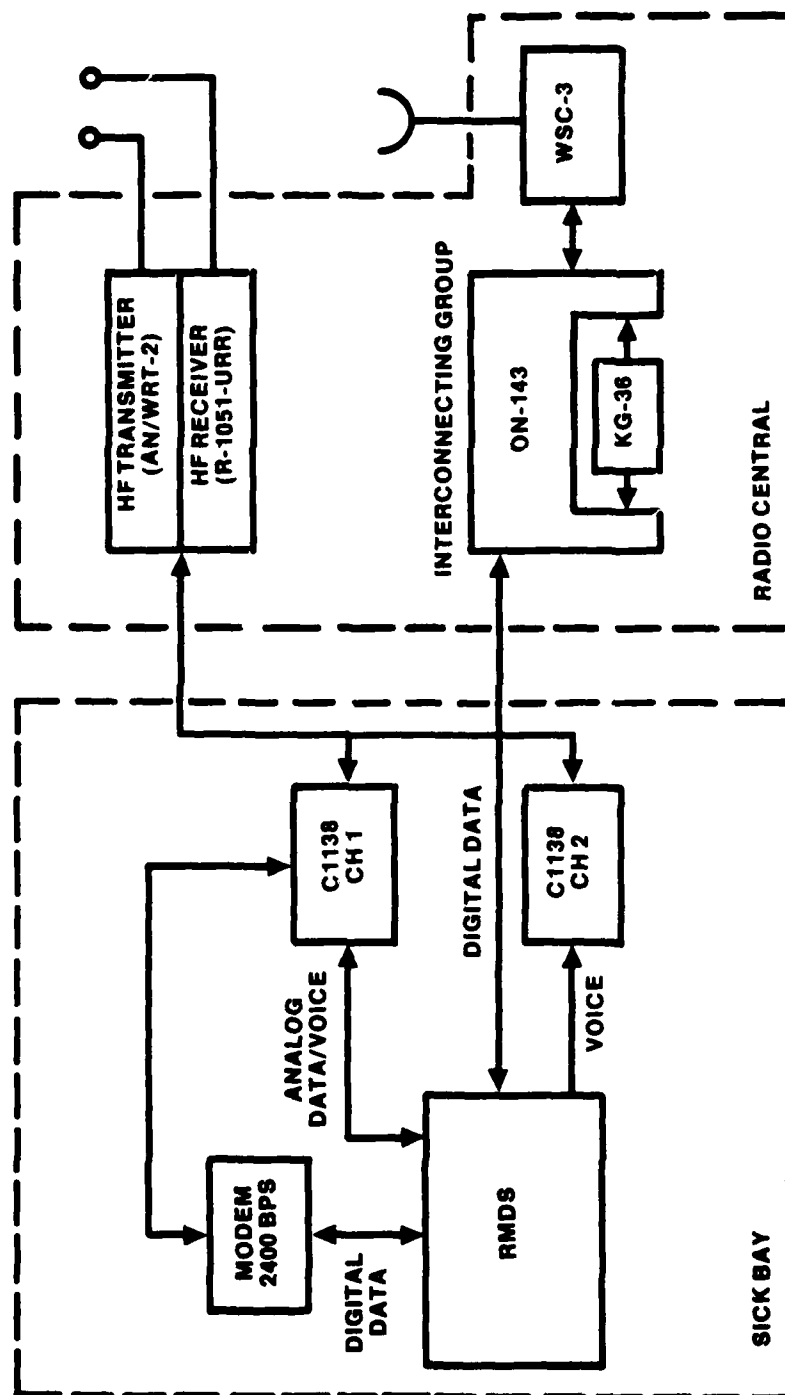 HF TRANSMITTER
(AN/WRT-2)
HF RECEIVER
(R-1051-URR)
INTERCONNECTING GROUP
ON-143
KG-36
WSC-3
RADIO CENTRAL
MODEM
2400 BPS
DIGITAL
DATA
ANALOG
DATA/VOICE
C1138
CH 1
DIGITAL DATA
C1138
CH 2
VOICE
RMDS
SICK BAY